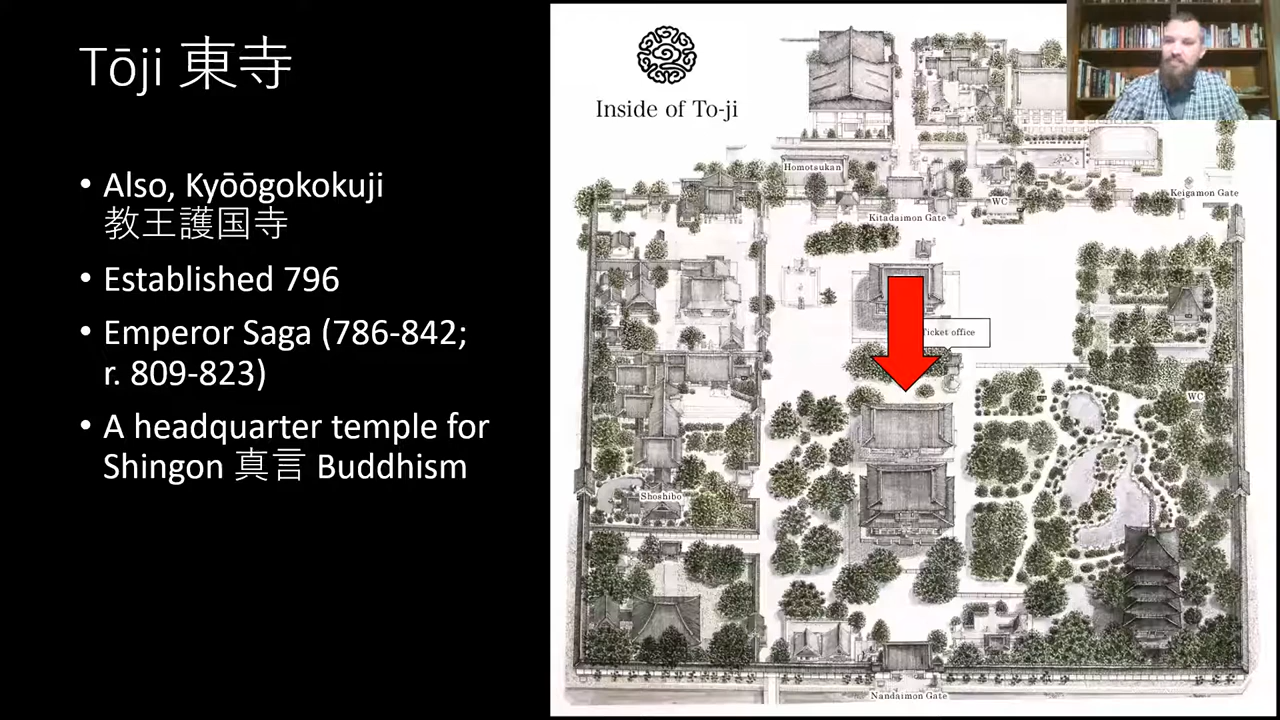 Tōji 東寺
• Also, Kyōōgokokuji
教王護国寺
• Established 796
• Emperor Saga (786-842;
r. 809-823)
• A headquarter temple for
Shingon 真言 Buddhism
Inside of To-ji
Homotsukan
WC
Keigamon Gate
Kitadaimon Gate
Ticket office
WC
Shoshibo
Nandaimon Gate